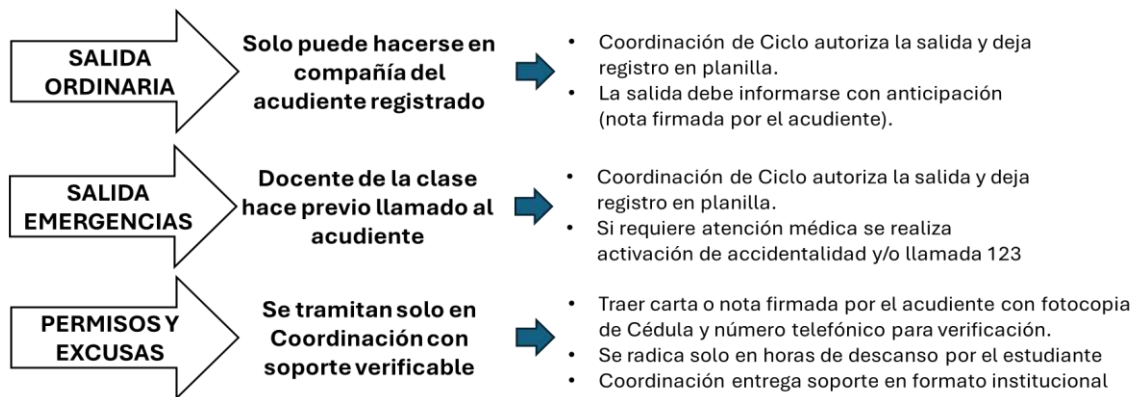 SALIDA
ORDINARIA
Solo puede hacerse en
compañía del
acudiente registrado
• Coordinación de Ciclo autoriza la salida y deja
registro en planilla.
• La salida debe informarse con anticipación
(nota firmada por el acudiente).
SALIDA
EMERGENCIAS
Docente de la clase
hace previo llamado al
acudiente
• Coordinación de Ciclo autoriza la salida y deja
registro en planilla.
• Si requiere atención médica se realiza
activación de accidentalidad y/o llamada 123
PERMISOS Y
EXCUSAS
Se tramitan solo en
Coordinación con
soporte verificable
• Traer carta o nota firmada por el acudiente con fotocopia
de Cédula y número telefónico para verificación.
• Se radica solo en horas de descanso por el estudiante
• Coordinación entrega soporte en formato institucional